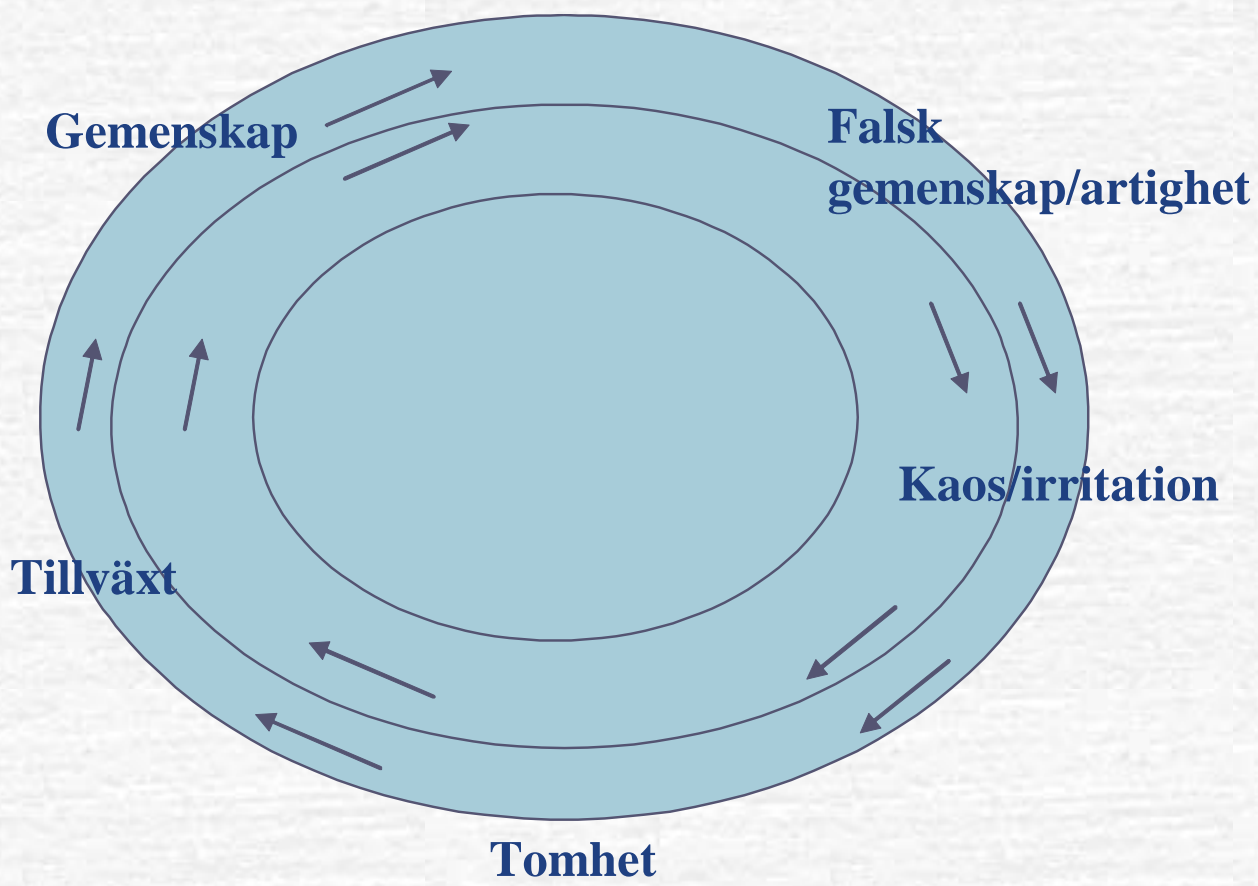 Gemenskap
Falsk
gemenskap/artighet
Kaos/irritation
Tillväxt
Tomhet